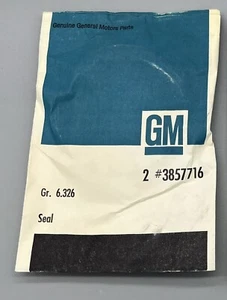 Genuine General Motors Parts
GM
2 #3857716
Gr. 6.326
Seal